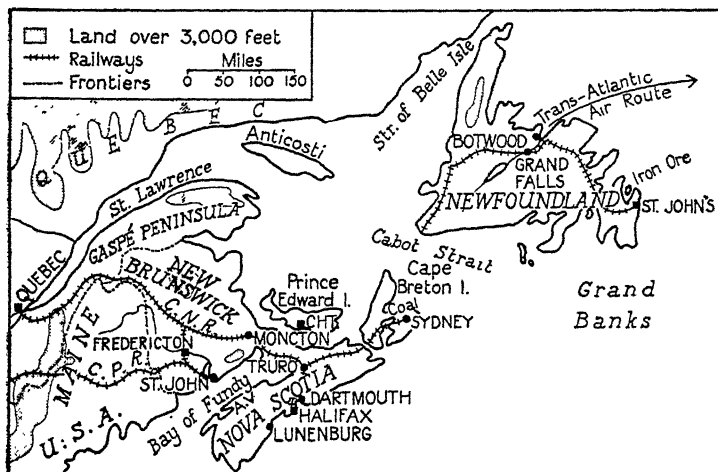 Land over 3,000 feet
Railways
Frontiers
Miles
0 50 100 150
QUEBEC
Str. of Belle Isle
Trans-Atlantic
Air Route
Anticosti
BOTWOOD
GRAND
FALLS
Iron Ore
NEWFOUNDLAND
ST. JOHN'S
St. Lawrence
GASPÉ PENINSULA
QUEBEC
Cabot Strait
NEW
BRUNSWICK
C.N.R.
Prince
Edward I.
CHT.
Cape
Breton I.
Coal
SYDNEY
Grand
Banks
MAINE
FREDERICTON
MONCTON
C.P.R.
ST. JOHN
TRURO
U.S.A.
Bay of Fundy
A.V.
NOVA SCOTIA
DARTMOUTH
HALIFAX
LUNENBURG